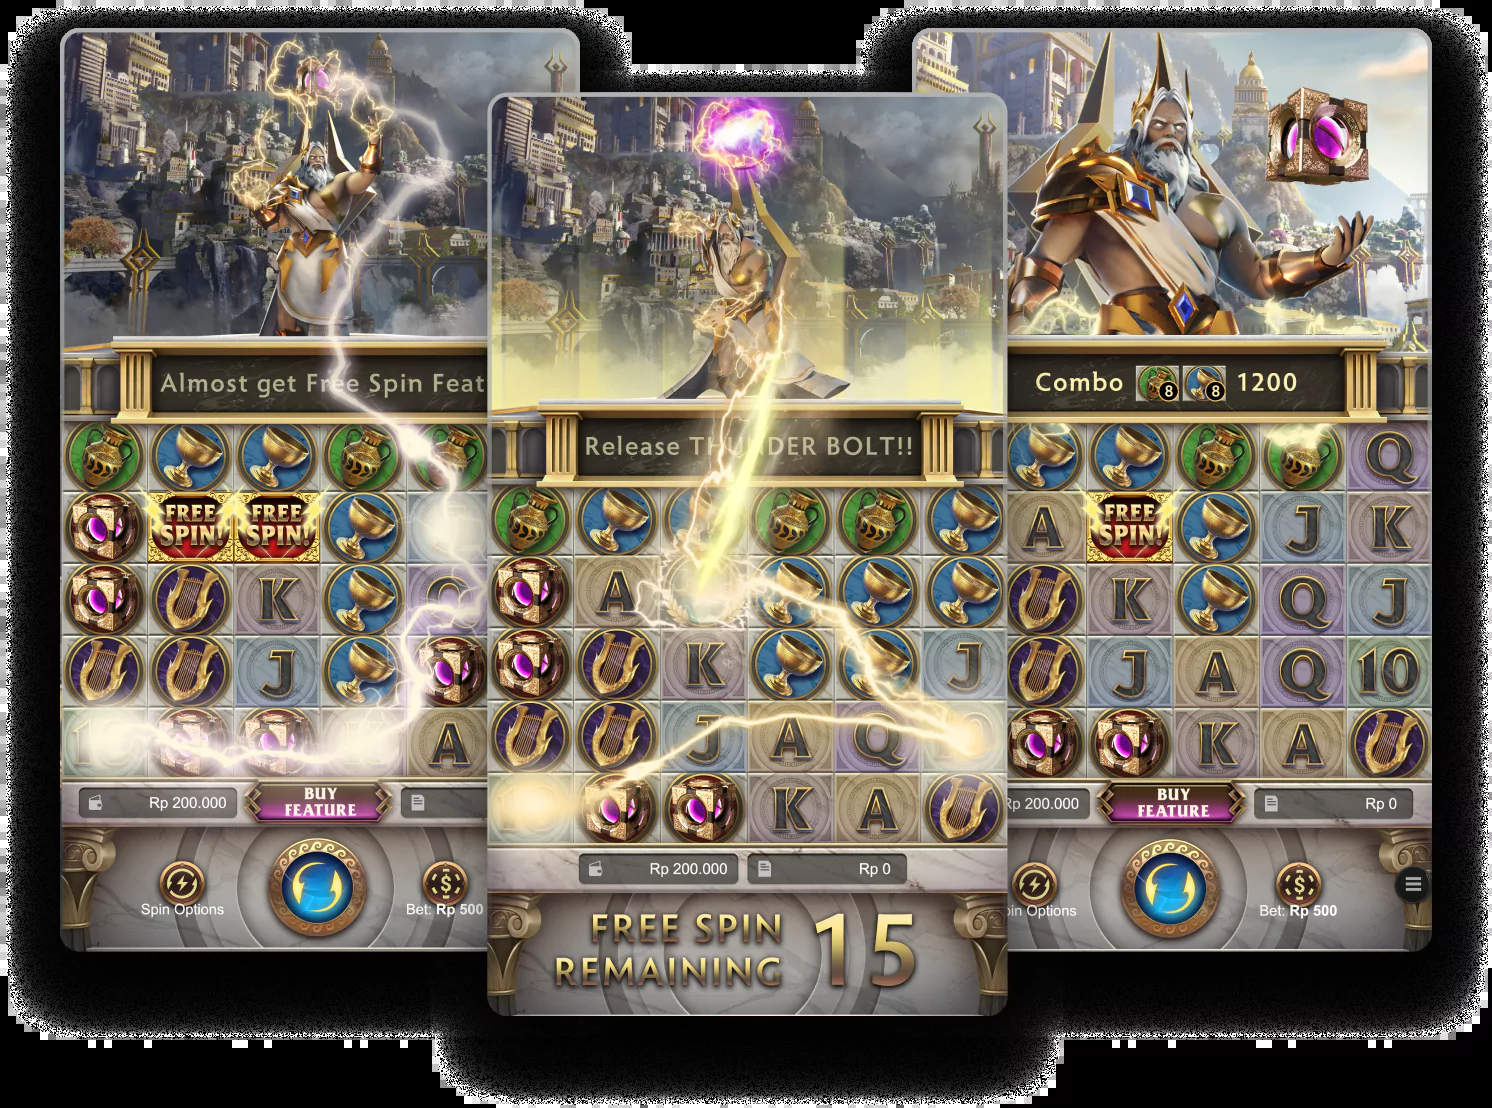 Almost get Free Spin Feat
FREE SPIN!
FREE SPIN!
K
J
A
Rp 200.000
BUY FEATURE
Spin Options
Bet: Rp 500
Release THUNDER BOLT!!
A
K
J
J
A
Q
K
A
Rp 200.000
Rp 0
FREE SPIN
REMAINING
15
Combo 8 8 1200
Q
A FREE SPIN! J K
K Q J
J A Q 10
K A
Rp 200.000
BUY FEATURE
Rp 0
Spin Options
Bet: Rp 500